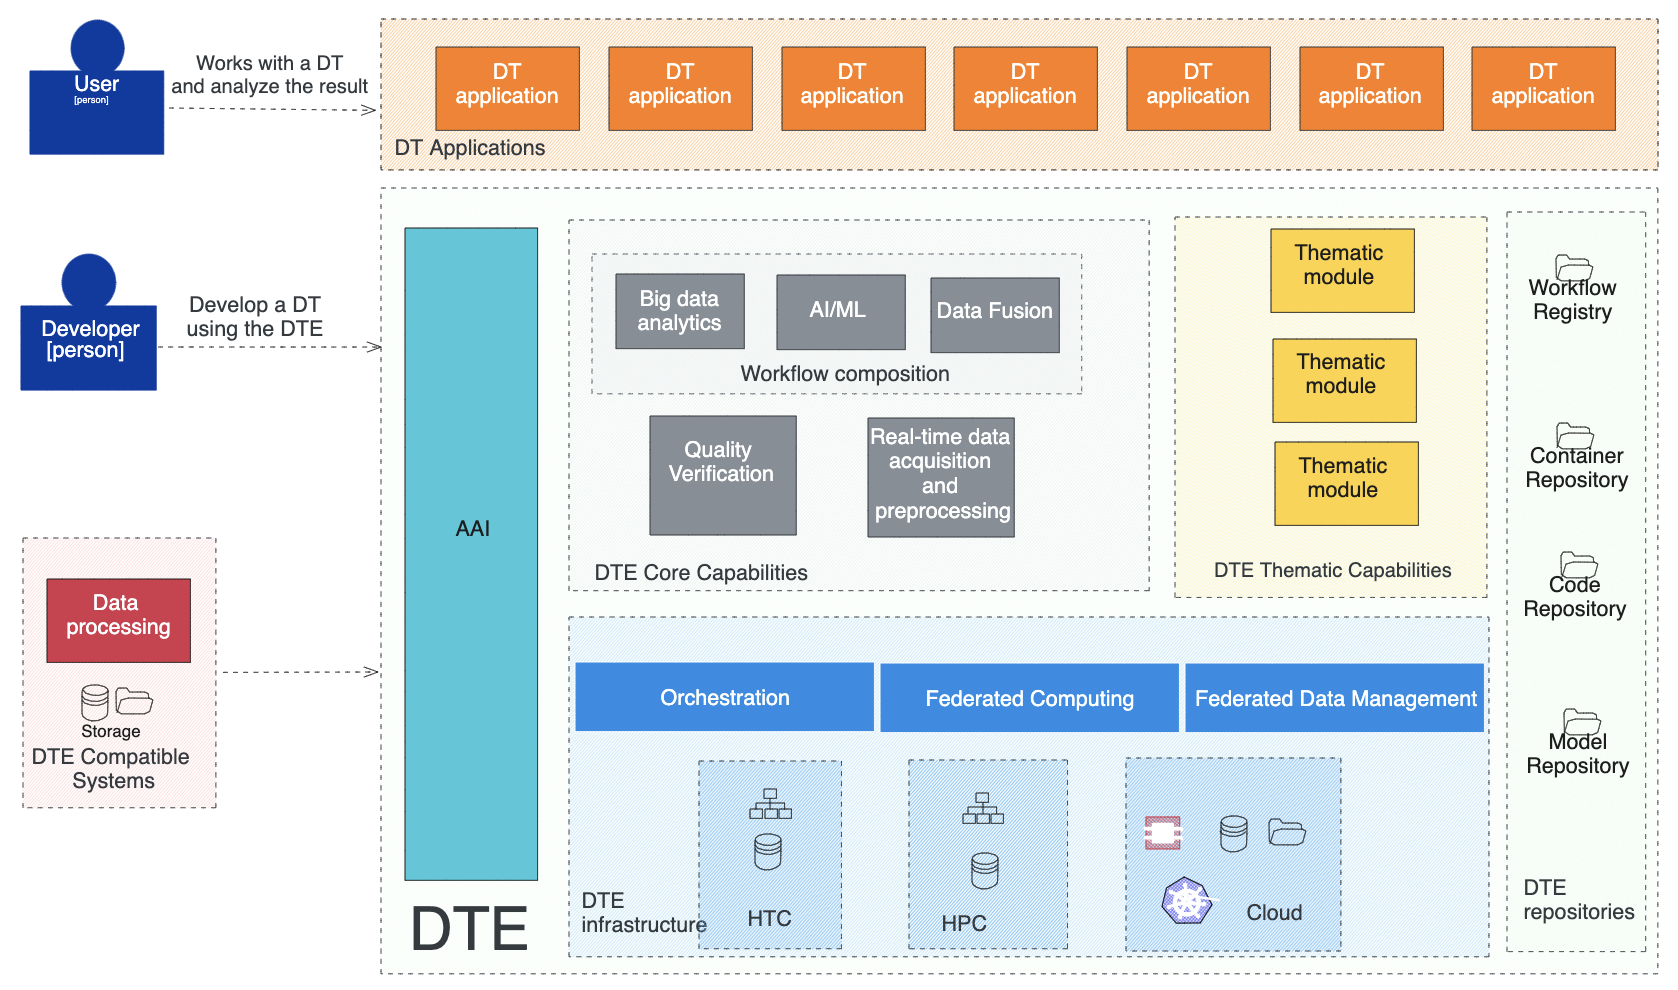 User
[person]
Works with a DT
and analyze the result
DT
application
DT
application
DT
application
DT
application
DT
application
DT
application
DT
application
DT Applications
Developer
[person]
Develop a DT
using the DTE
Data
processing
Storage
DTE Compatible
Systems
AAI
DTE
Big data
analytics
AI/ML
Data Fusion
Workflow composition
Quality
Verification
Real-time data
acquisition
and
preprocessing
DTE Core Capabilities
Thematic
module
Thematic
module
Thematic
module
DTE Thematic Capabilities
Orchestration
Federated Computing
Federated Data Management
DTE
infrastructure
HTC
HPC
Cloud
Workflow
Registry
Container
Repository
Code
Repository
Model
Repository
DTE
repositories